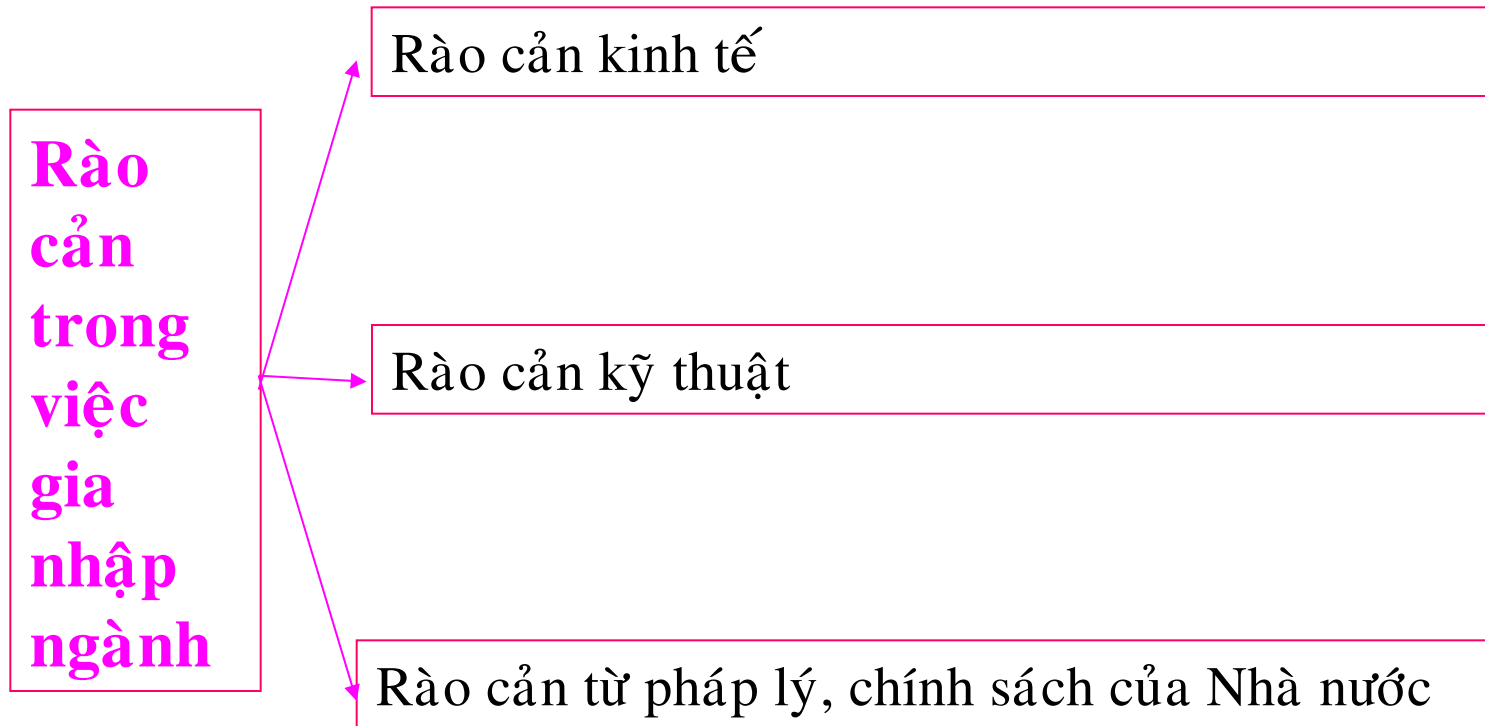 Rào
cản
trong
việc
gia
nhập
ngành
Rào cản kinh tế
Rào cản kỹ thuật
Rào cản từ pháp lý, chính sách của Nhà nước